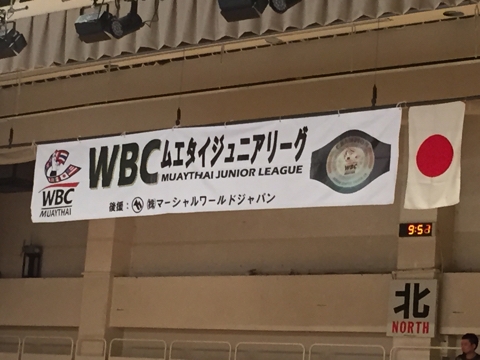 WBC
MUAYTHAI
WBCムエタイジュニアリーグ
MUAYTHAI JUNIOR LEAGUE
後援: ㈱マーシャルワールドジャパン
9:51
北
NORTH